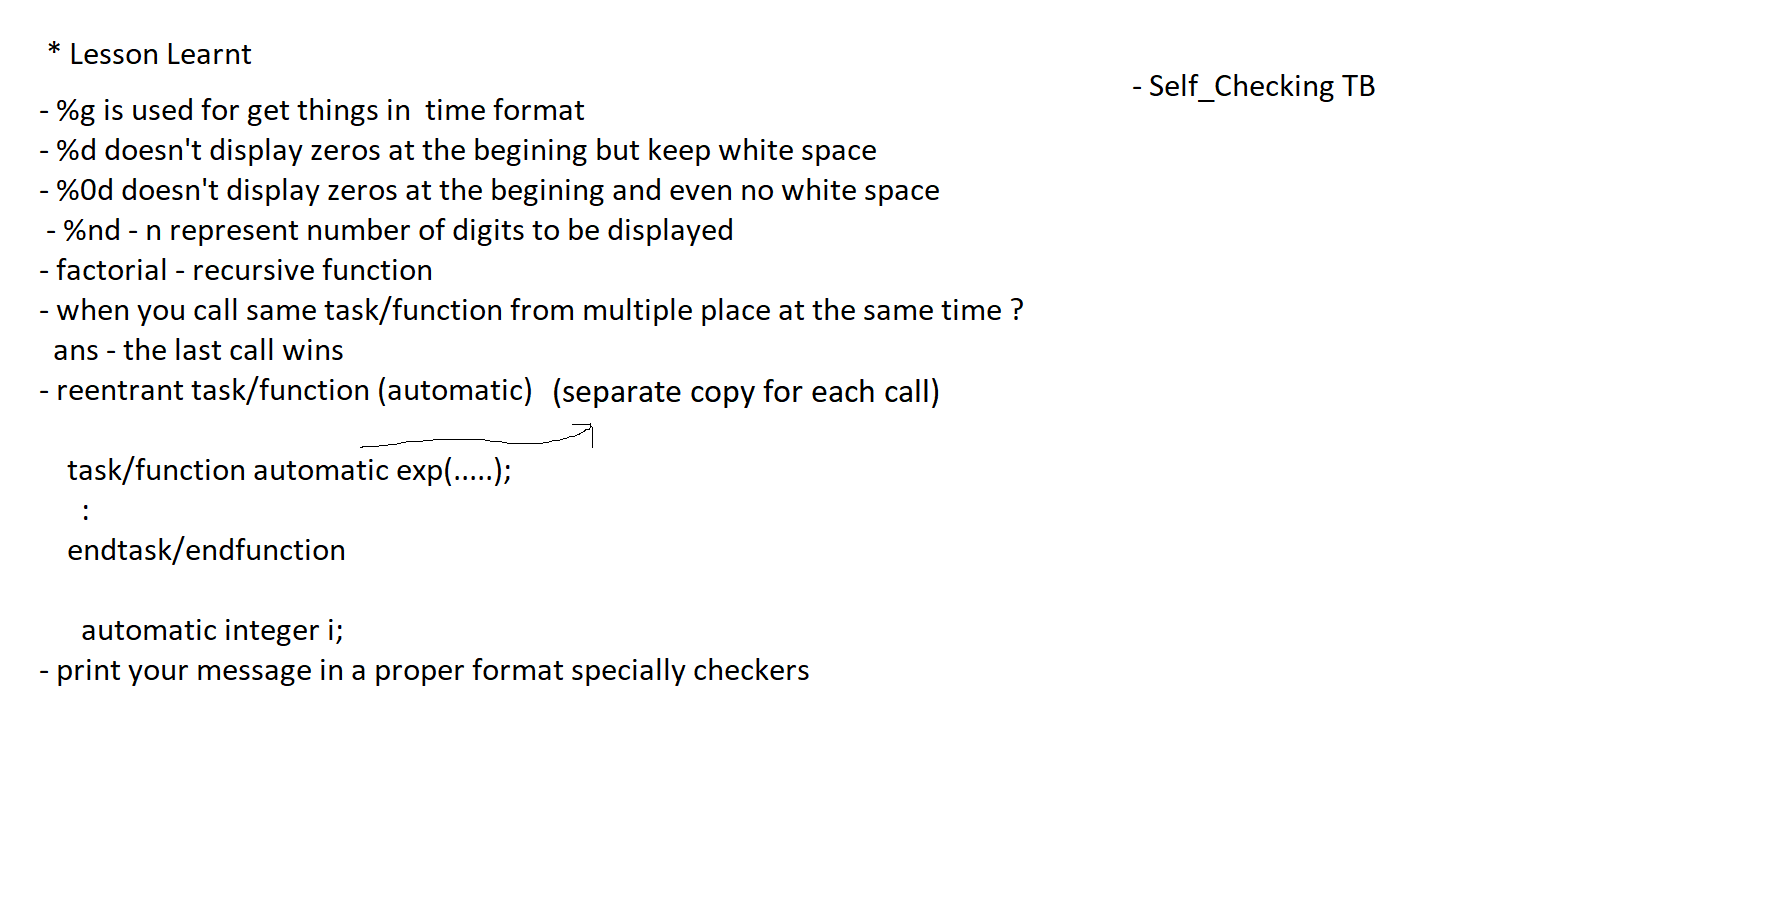 * Lesson Learnt
- %g is used for get things in  time format
- %d doesn't display zeros at the begining but keep white space
- %0d doesn't display zeros at the begining and even no white space
- %nd - n represent number of digits to be displayed
- factorial - recursive function
- when you call same task/function from multiple place at the same time ?
ans - the last call wins
- reentrant task/function (automatic)  (separate copy for each call)
task/function automatic exp(.....);
:
endtask/endfunction
automatic integer i;
- print your message in a proper format specially checkers
- Self_Checking TB